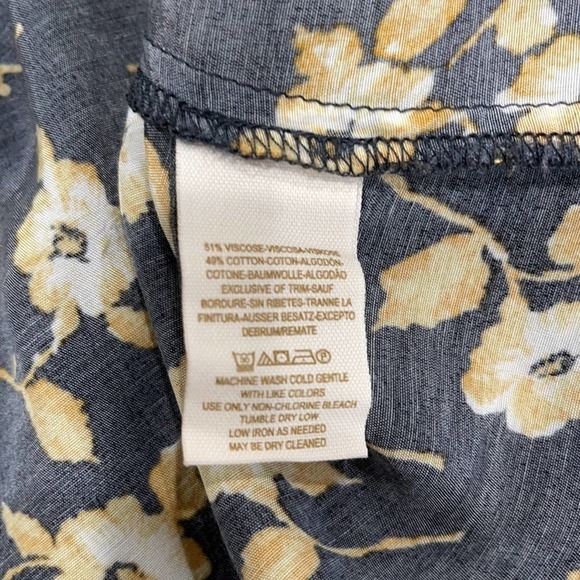 51% VISCOSE-VISCOSA-VISKOSE
49% COTTON-COTON-ALGODÓN-
COTONE-BAUMWOLLE-ALGODÃO
EXCLUSIVE OF TRIM-SAUF
BORDURE-SIN RIBETES-TRANNE LA
FINITURA-AUSSER BESATZ-EXCEPTO
DEBRUM/REMATE
MACHINE WASH COLD GENTLE
WITH LIKE COLORS
USE ONLY NON-CHLORINE BLEACH
TUMBLE DRY LOW
LOW IRON AS NEEDED
MAY BE DRY CLEANED